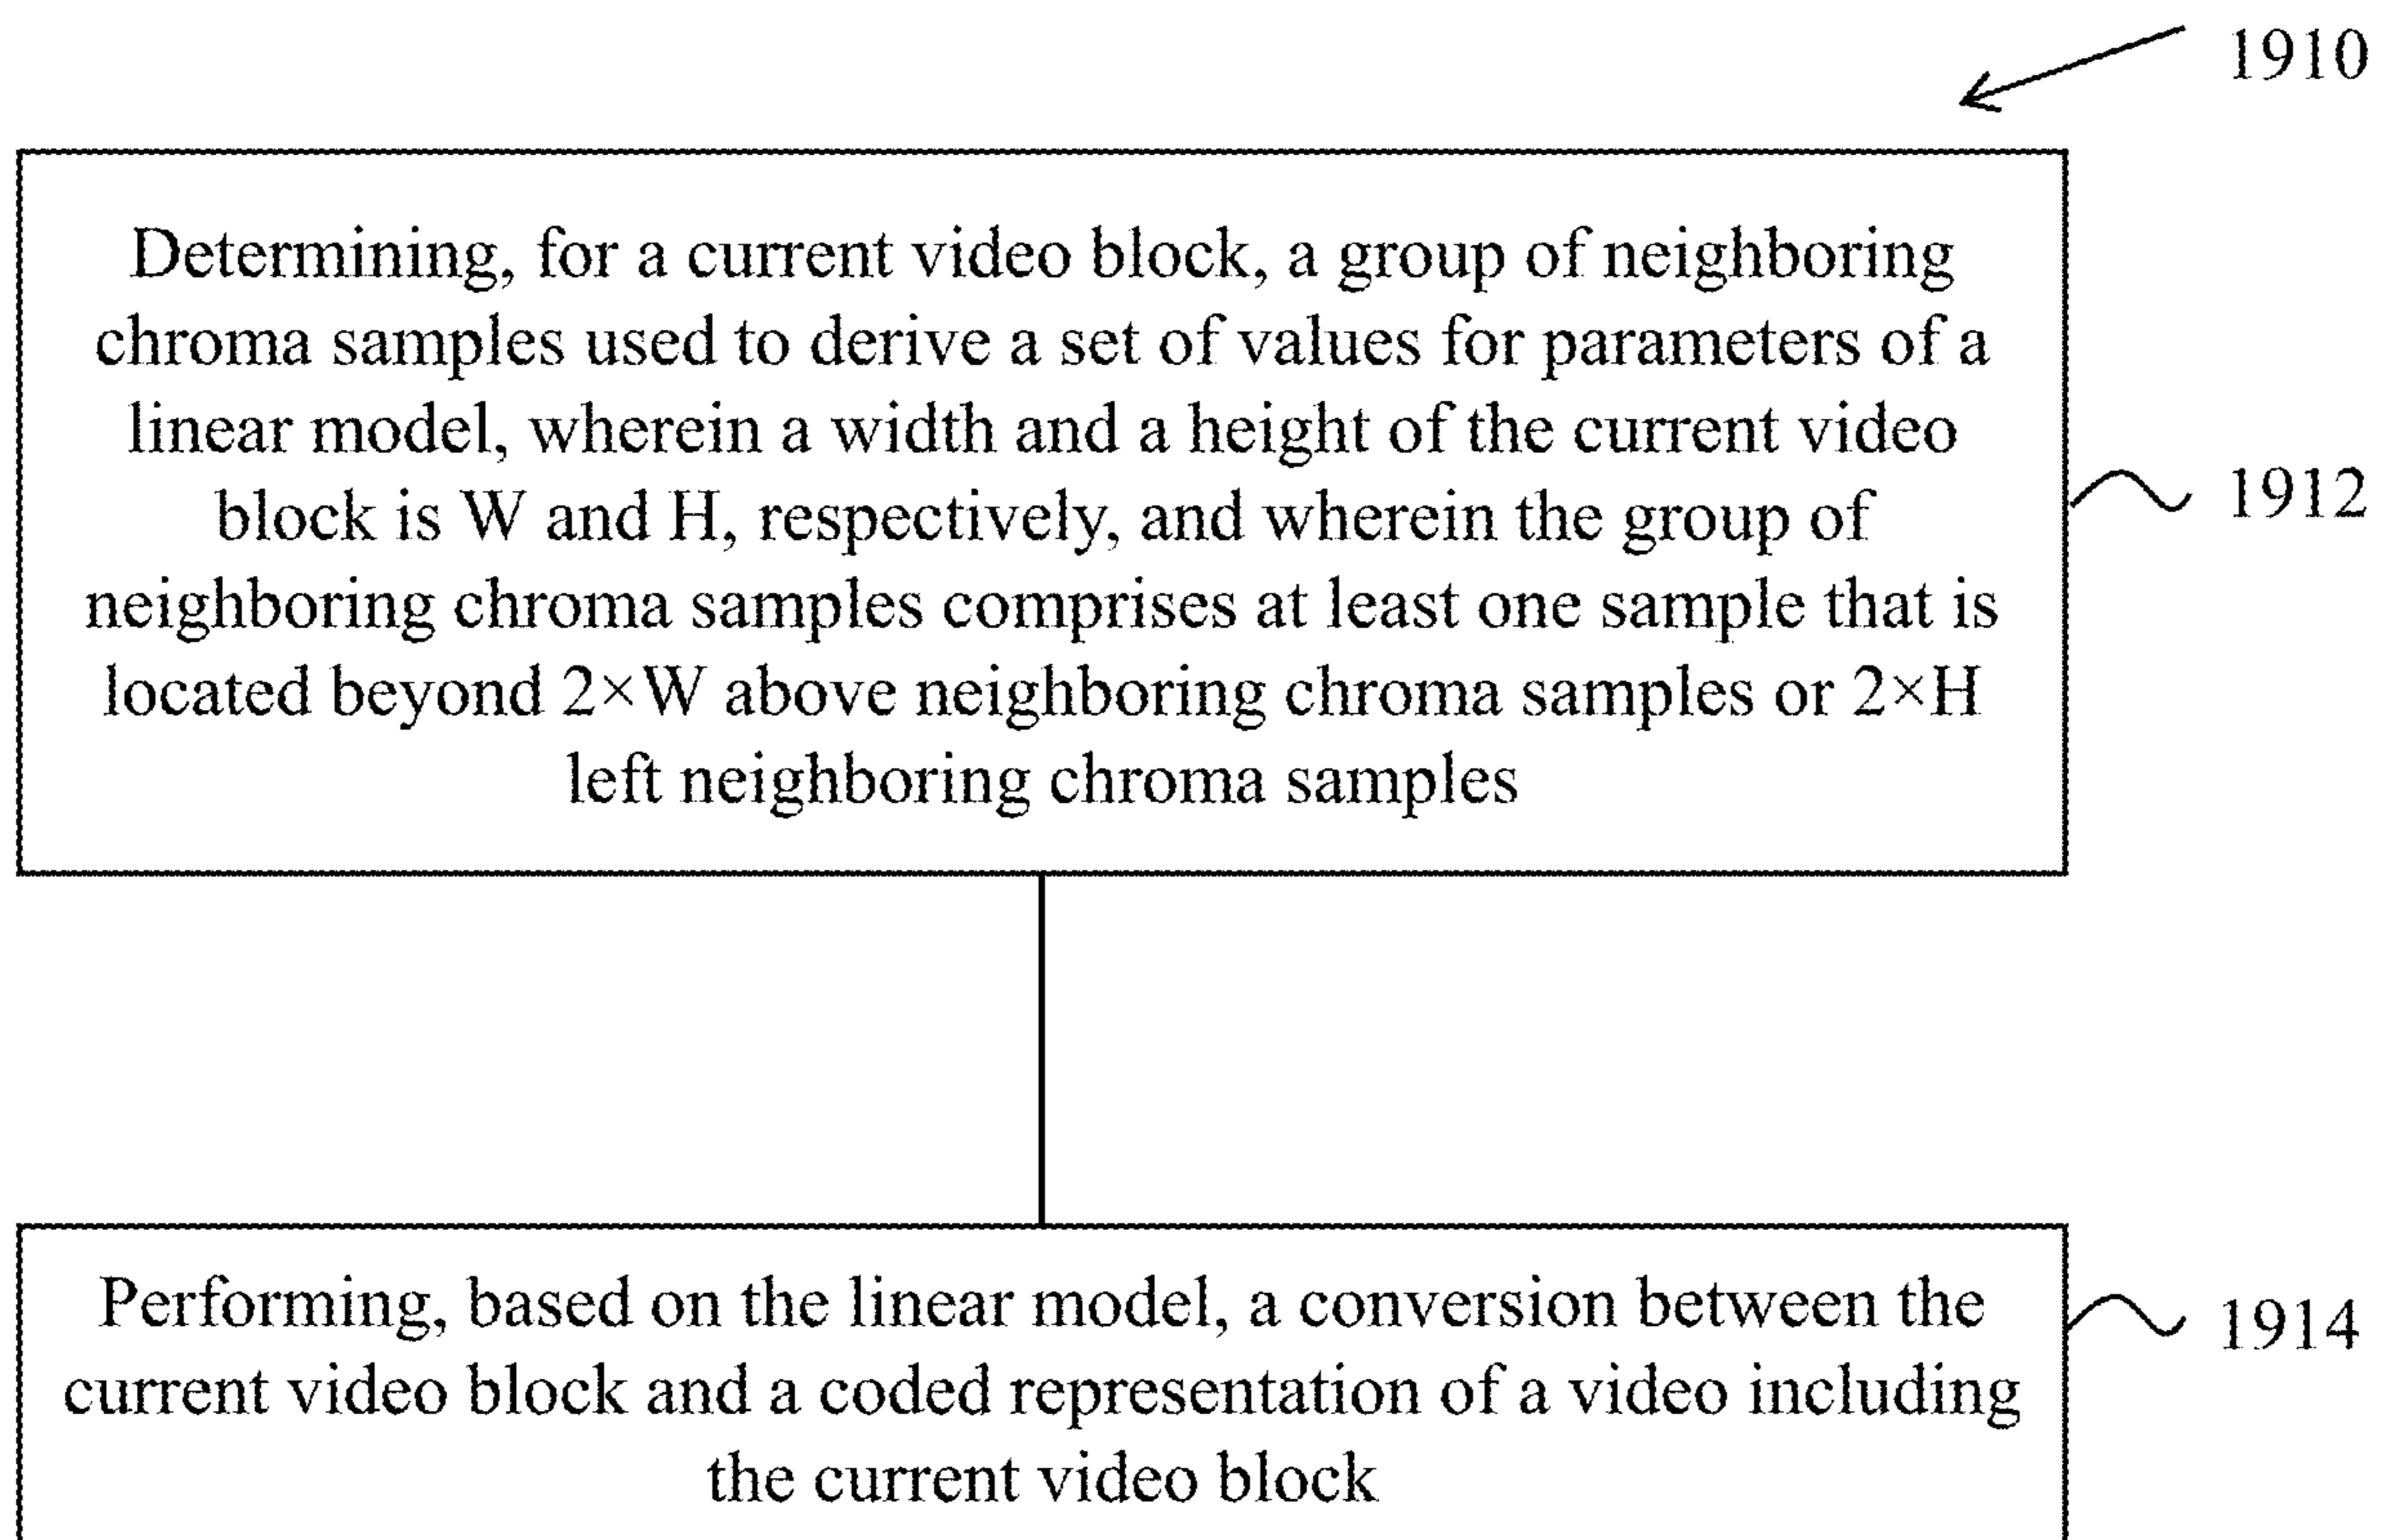 1910
Determining, for a current video block, a group of neighboring
chroma samples used to derive a set of values for parameters of a
linear model, wherein a width and a height of the current video
block is W and H, respectively, and wherein the group of
neighboring chroma samples comprises at least one sample that is
located beyond 2×W above neighboring chroma samples or 2×H
left neighboring chroma samples
1912
Performing, based on the linear model, a conversion between the
current video block and a coded representation of a video including
the current video block
1914